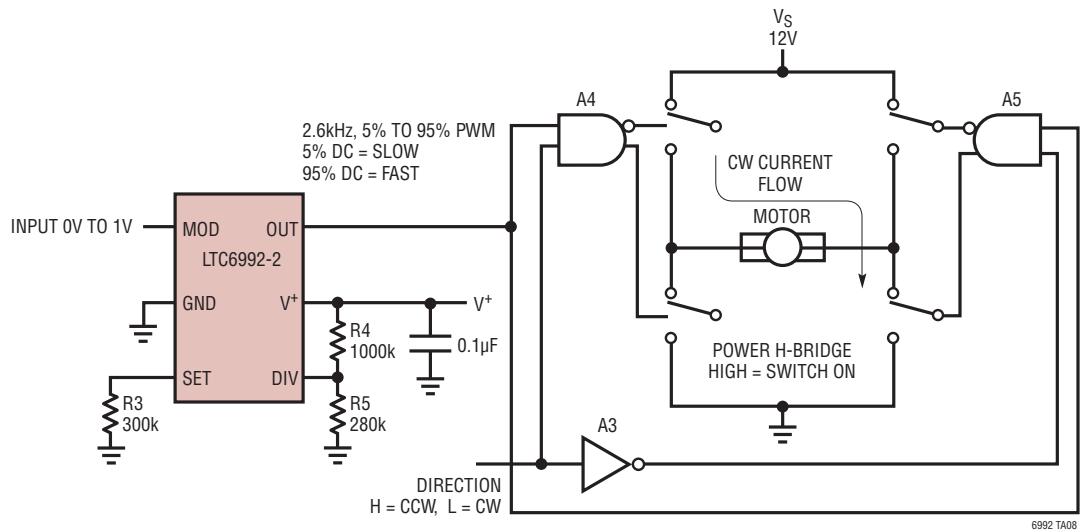 VS
12V
A4
A5
2.6kHz, 5% TO 95% PWM
5% DC = SLOW
95% DC = FAST
CW CURRENT
FLOW
MOTOR
INPUT 0V TO 1V
MOD
OUT
LTC6992-2
GND
V+
V+
R4
1000k
0.1µF
SET
DIV
R3
300k
R5
280k
POWER H-BRIDGE
HIGH = SWITCH ON
A3
DIRECTION
H = CCW, L = CW
6992 TA08